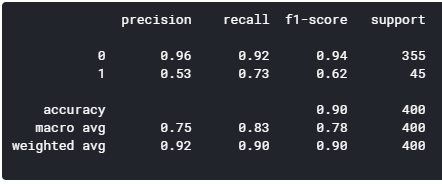 precision recall f1-score support
0 0.96 0.92 0.94 355
1 0.53 0.73 0.62 45
accuracy 0.90 400
macro avg 0.75 0.83 0.78 400
weighted avg 0.92 0.90 0.90 400